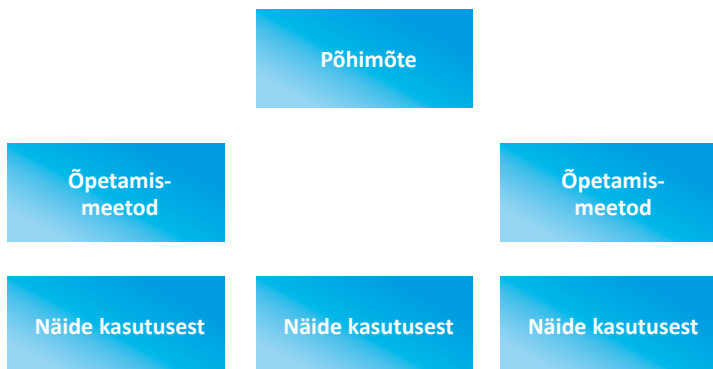 Põhimõte
Õpetamis-
meetod
Õpetamis-
meetod
Näide kasutusest
Näide kasutusest
Näide kasutusest